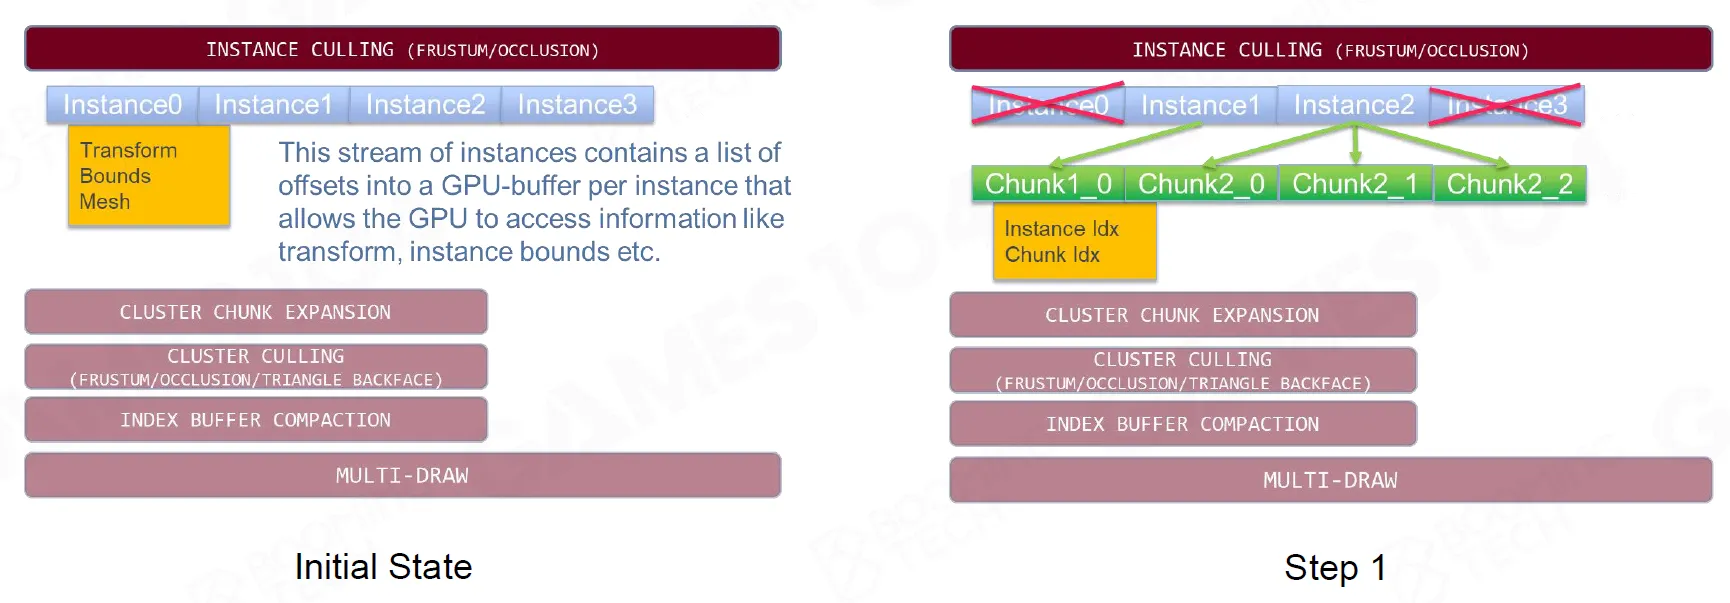 INSTANCE CULLING (FRUSTUM/OCCLUSION)
Instance0 Instance1 Instance2 Instance3
Transform
Bounds
Mesh
This stream of instances contains a list of
offsets into a GPU-buffer per instance that
allows the GPU to access information like
transform, instance bounds etc.
CLUSTER CHUNK EXPANSION
CLUSTER CULLING
(FRUSTUM/OCCLUSION/TRIANGLE BACKFACE)
INDEX BUFFER COMPACTION
MULTI-DRAW
Initial State
INSTANCE CULLING (FRUSTUM/OCCLUSION)
Instance0 Instance1 Instance2 Instance3
Chunk1_0 Chunk2_0 Chunk2_1 Chunk2_2
Instance Idx
Chunk Idx
CLUSTER CHUNK EXPANSION
CLUSTER CULLING
(FRUSTUM/OCCLUSION/TRIANGLE BACKFACE)
INDEX BUFFER COMPACTION
MULTI-DRAW
Step 1
BOOMING TECH
GAMES104